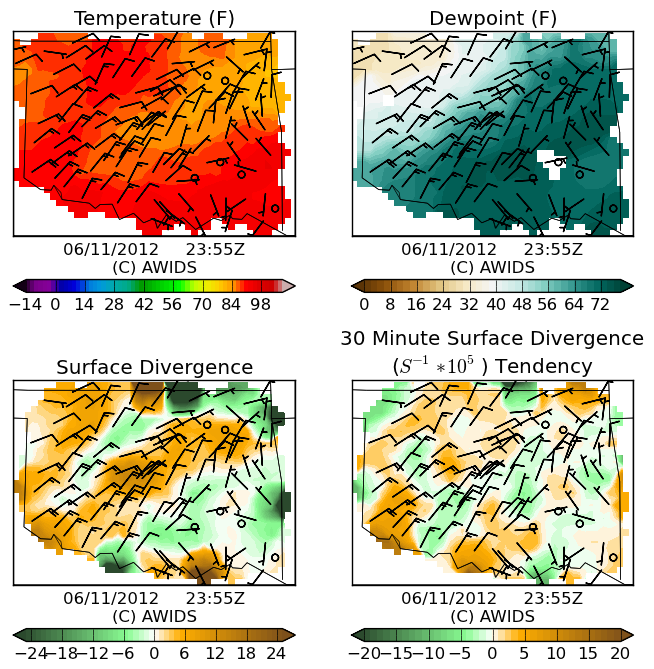 Temperature (F)
Dewpoint (F)
06/11/2012 23:55Z
(C) AWIDS
06/11/2012 23:55Z
(C) AWIDS
−14 0 14 28 42 56 70 84 98
0 8 16 24 32 40 48 56 64 72
Surface Divergence
30 Minute Surface Divergence
(S⁻¹ *10⁵ ) Tendency
06/11/2012 23:55Z
(C) AWIDS
06/11/2012 23:55Z
(C) AWIDS
−24 −18 −12 −6 0 6 12 18 24
−20 −15 −10 −5 0 5 10 15 20